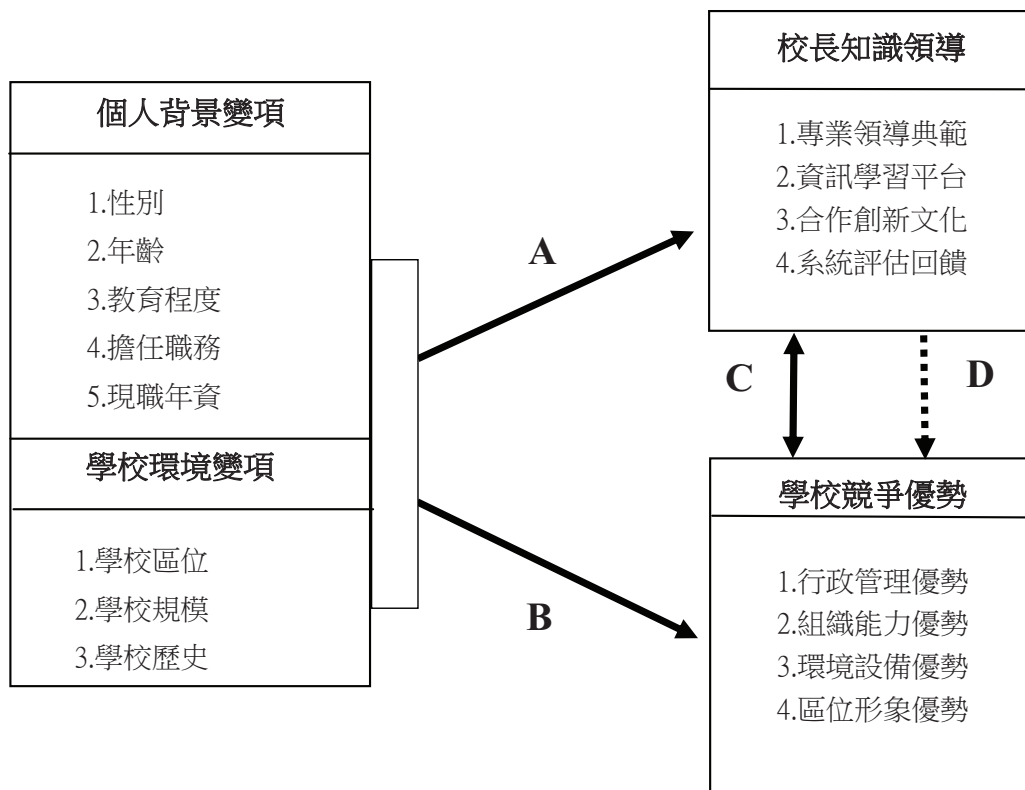 個人背景變項
1.性別
2.年齡
3.教育程度
4.擔任職務
5.現職年資
學校環境變項
1.學校區位
2.學校規模
3.學校歷史
A
B
校長知識領導
1.專業領導典範
2.資訊學習平台
3.合作創新文化
4.系統評估回饋
C
D
學校競爭優勢
1.行政管理優勢
2.組織能力優勢
3.環境設備優勢
4.區位形象優勢